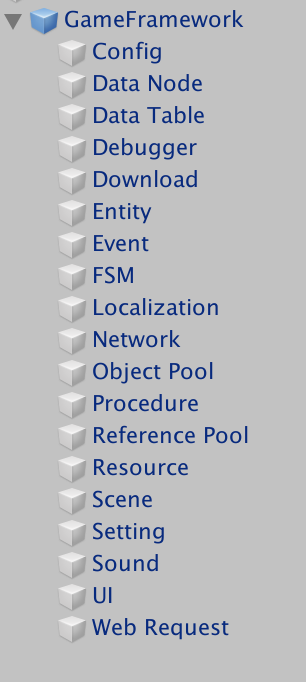 GameFramework
Config
Data Node
Data Table
Debugger
Download
Entity
Event
FSM
Localization
Network
Object Pool
Procedure
Reference Pool
Resource
Scene
Setting
Sound
UI
Web Request